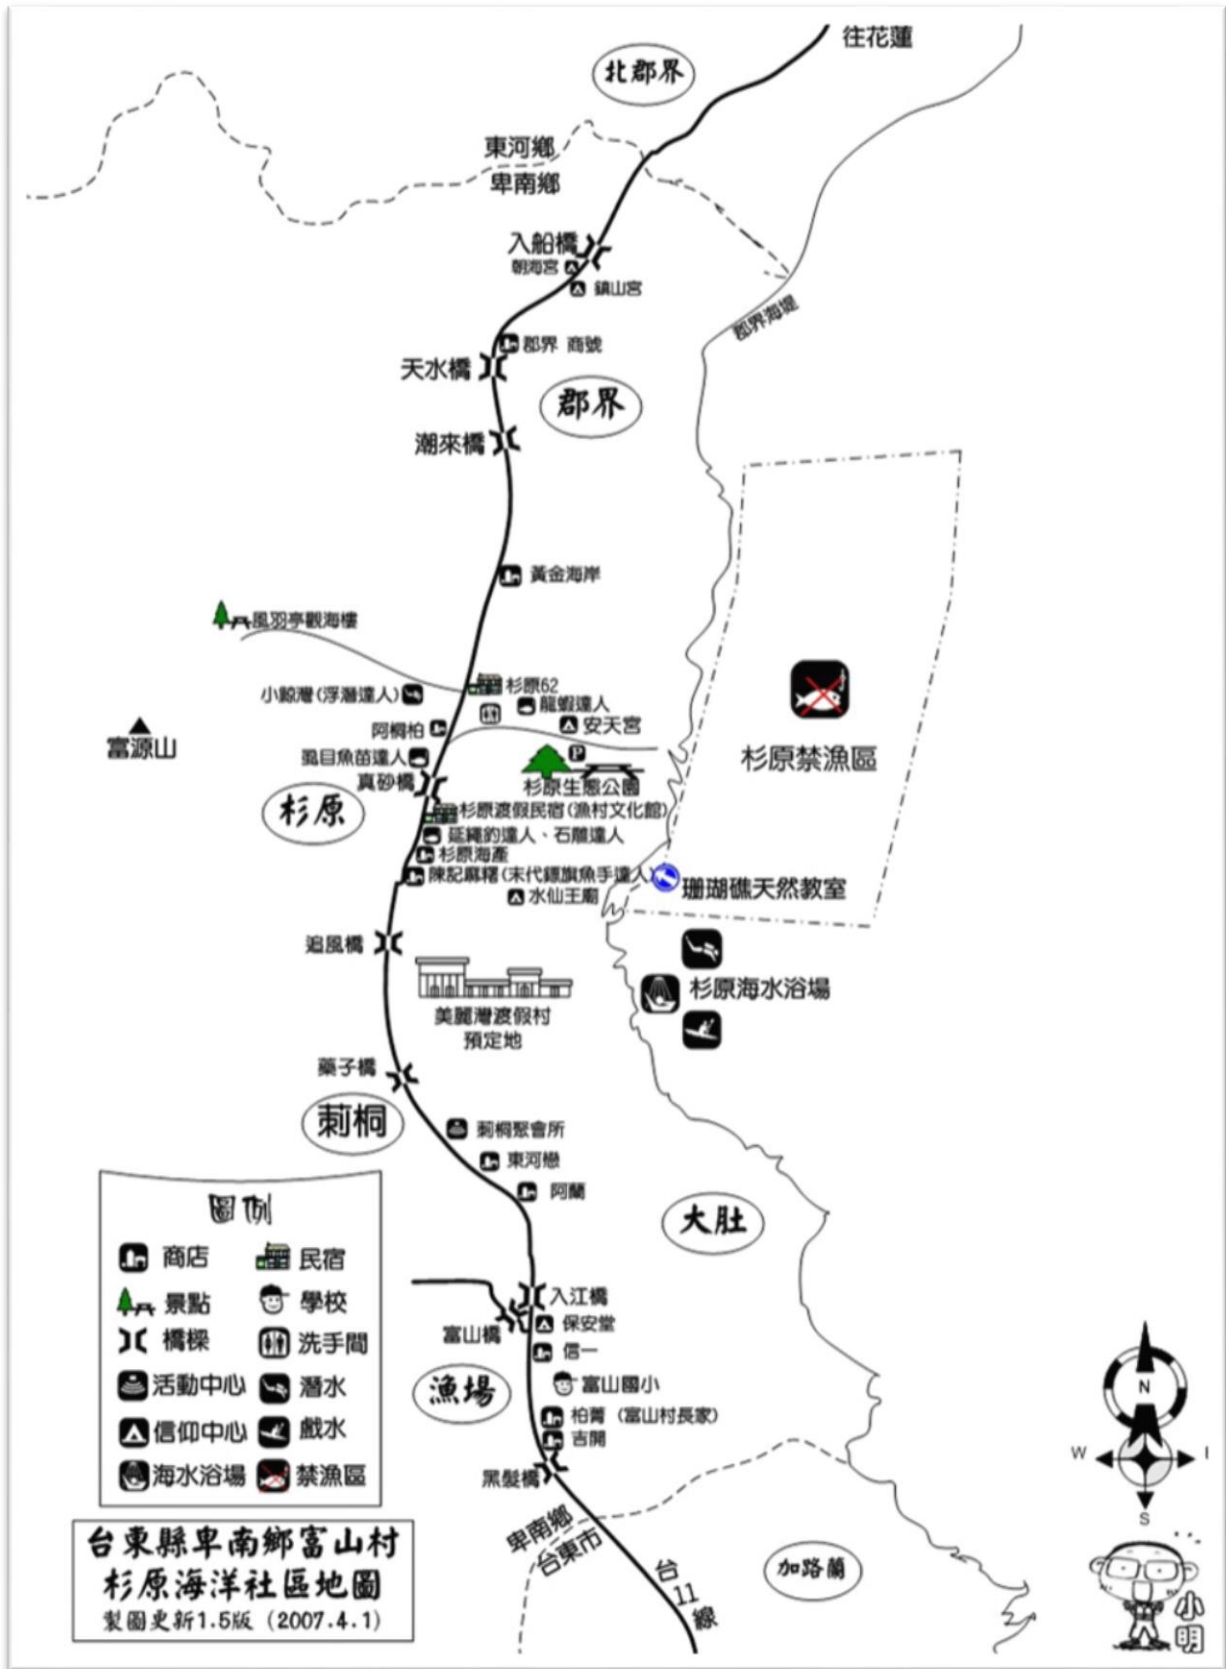 往花蓮
北郡界
東河鄉
卑南鄉
入船橋
朝海宮
鎮山宮
郡界海堤
郡界 商號
天水橋
郡界
潮來橋
黃金海岸
風羽亭觀海樓
杉原62
小鯨灣(浮潛達人)
龍蝦達人
安天宮
阿桐柏
富源山
虱目魚苗達人
P
杉原禁漁區
真砂橋
杉原生態公園
杉原
杉原渡假民宿(漁村文化館)
延繩釣達人、石雕達人
杉原海產
陳記麻糬(末代鏢旗魚手達人)
珊瑚礁天然教室
水仙王廟
追風橋
杉原海水浴場
美麗灣渡假村
預定地
藥子橋
莿桐
莿桐聚會所
東河戀
阿蘭
大肚
入江橋
富山橋
保安堂
信一
漁場
富山國小
柏菁 (富山村長家)
吉開
黑髮橋
卑南鄉
台東市
台11線
加路蘭
圖例
商店
民宿
景點
學校
橋樑
洗手間
活動中心
潛水
信仰中心
戲水
海水浴場
禁漁區
台東縣卑南鄉富山村
杉原海洋社區地圖
製圖更新1.5版 (2007.4.1)
N
W
I
S
小明